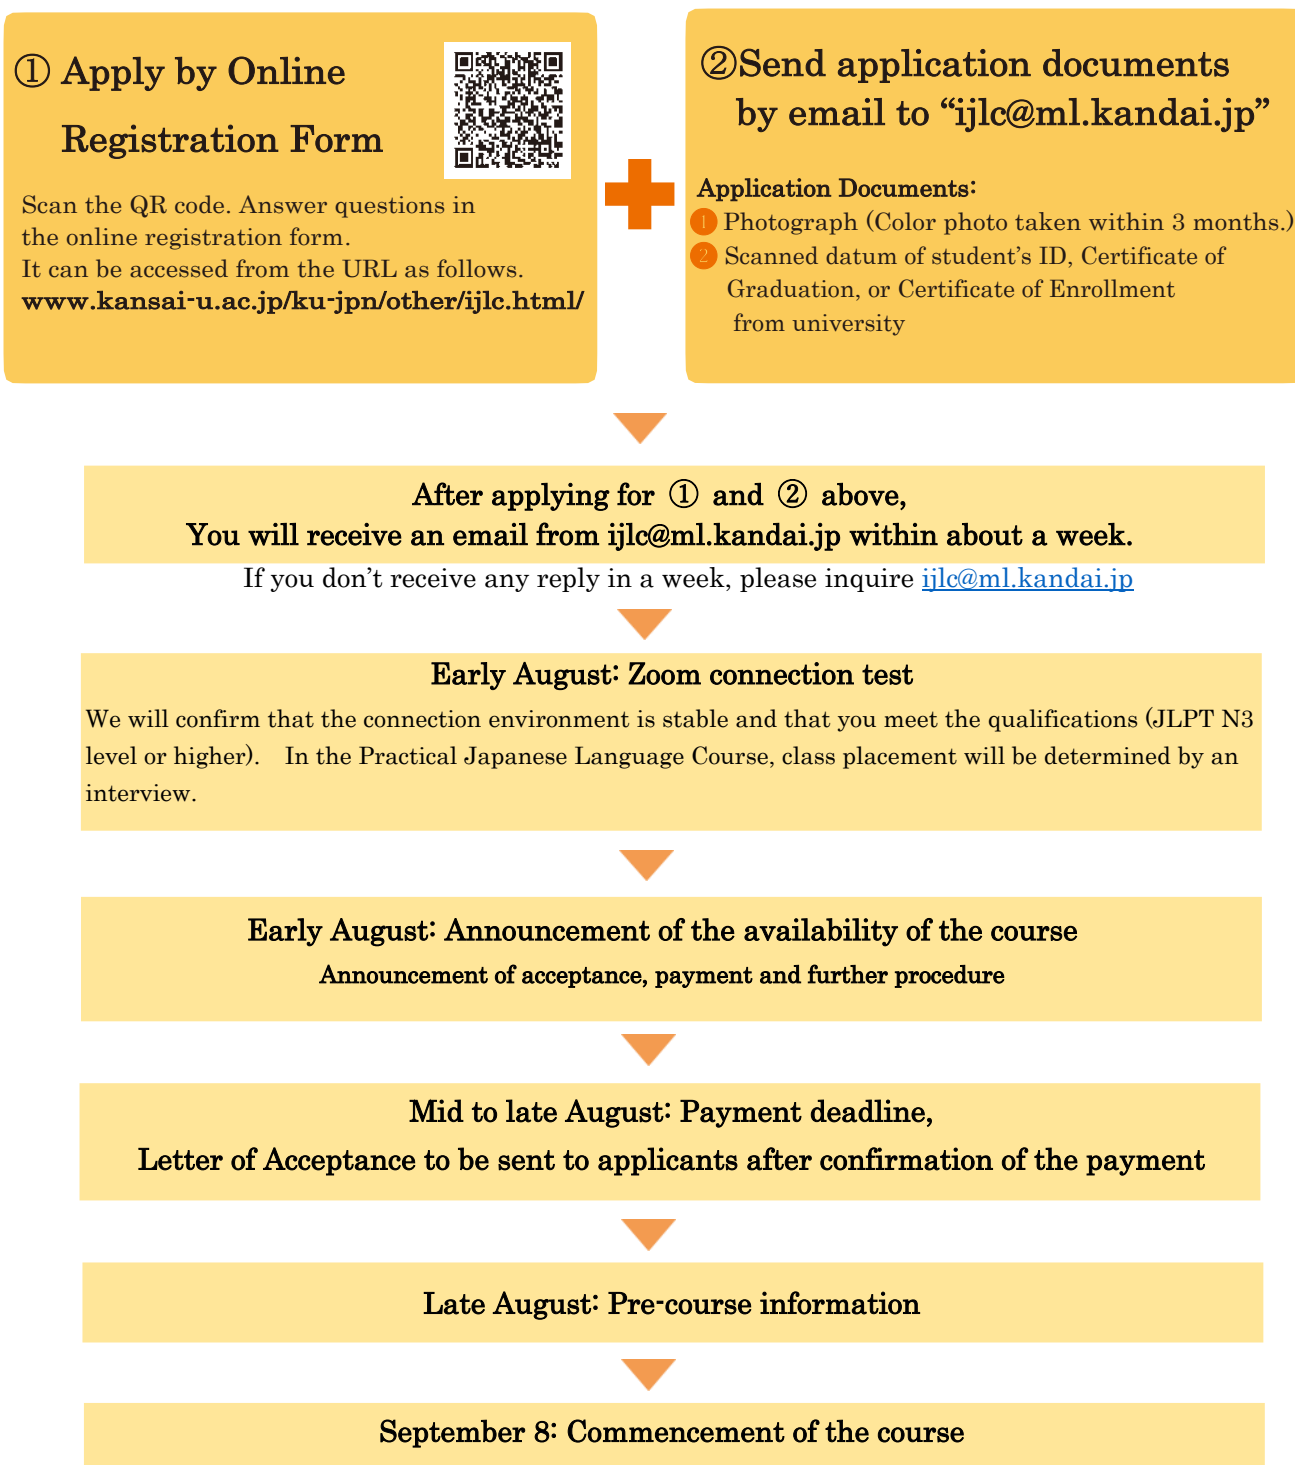 ① Apply by Online
Registration Form
Scan the QR code. Answer questions in
the online registration form.
It can be accessed from the URL as follows.
www.kansai-u.ac.jp/ku-jpn/other/ijlc.html/
②Send application documents
by email to “ijlc@ml.kandai.jp”
Application Documents:
1 Photograph (Color photo taken within 3 months.)
2 Scanned datum of student’s ID, Certificate of
Graduation, or Certificate of Enrollment
from university
After applying for ① and ② above,
You will receive an email from ijlc@ml.kandai.jp within about a week.
If you don’t receive any reply in a week, please inquire ijlc@ml.kandai.jp
Early August: Zoom connection test
We will confirm that the connection environment is stable and that you meet the qualifications (JLPT N3
level or higher). In the Practical Japanese Language Course, class placement will be determined by an
interview.
Early August: Announcement of the availability of the course
Announcement of acceptance, payment and further procedure
Mid to late August: Payment deadline,
Letter of Acceptance to be sent to applicants after confirmation of the payment
Late August: Pre-course information
September 8: Commencement of the course